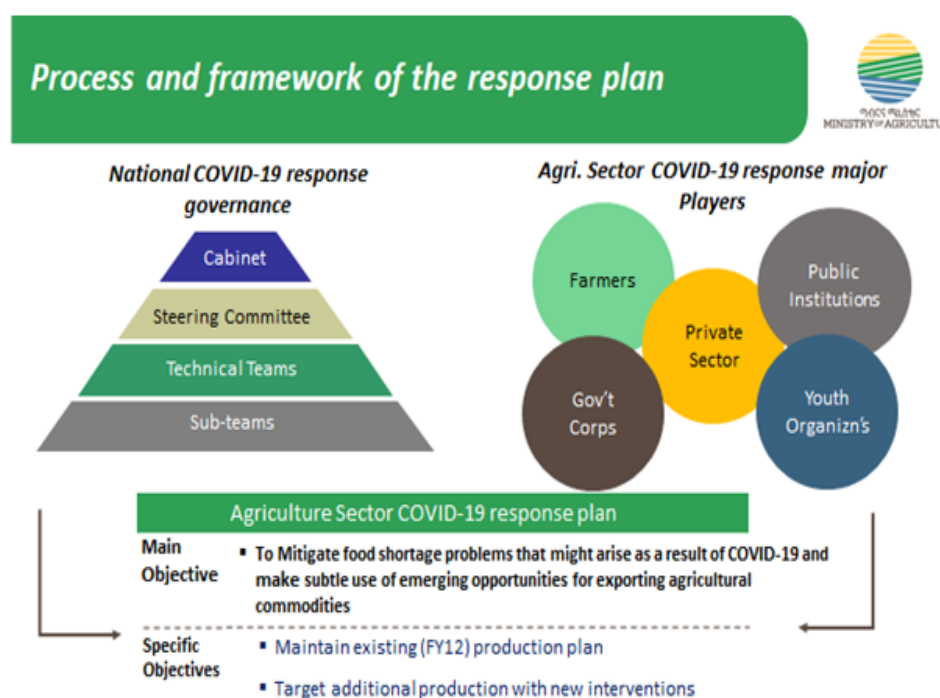 Process and framework of the response plan
MINISTRY OF AGRICULTU
National COVID-19 response
governance
Cabinet
Steering Committee
Technical Teams
Sub-teams
Agri. Sector COVID-19 response major
Players
Farmers
Public
Institutions
Private
Sector
Gov't
Corps
Youth
Organizn's
Agriculture Sector COVID-19 response plan
Main
Objective
▪ To Mitigate food shortage problems that might arise as a result of COVID-19 and
make subtle use of emerging opportunities for exporting agricultural
commodities
Specific
Objectives
▪ Maintain existing (FY12) production plan
▪ Target additional production with new interventions